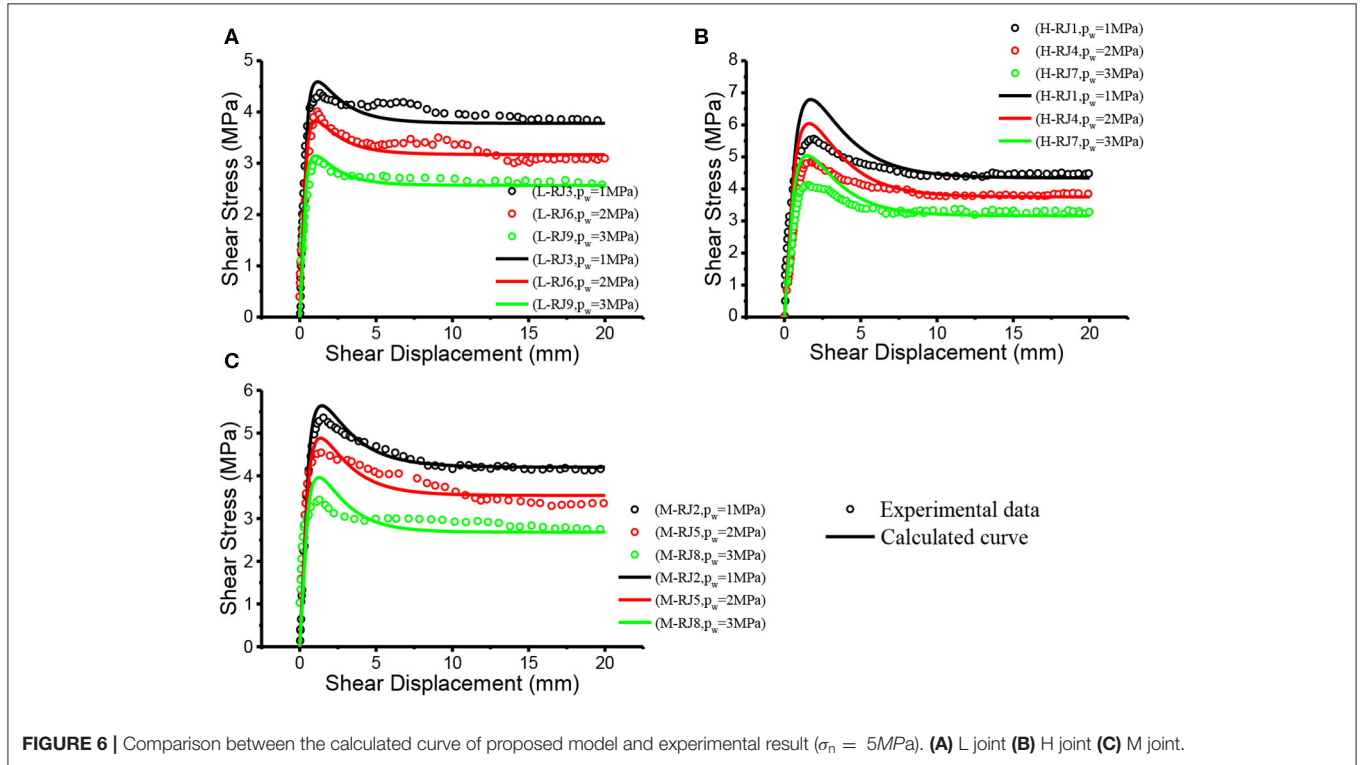 A
5
4
3
2
1
0
Shear Stress (MPa)
(L-RJ3,pw=1MPa)
(L-RJ6,pw=2MPa)
(L-RJ9,pw=3MPa)
(L-RJ3,pw=1MPa)
(L-RJ6,pw=2MPa)
(L-RJ9,pw=3MPa)
0 5 10 15 20
Shear Displacement (mm)
B
(H-RJ1,pw=1MPa)
(H-RJ4,pw=2MPa)
(H-RJ7,pw=3MPa)
(H-RJ1,pw=1MPa)
(H-RJ4,pw=2MPa)
(H-RJ7,pw=3MPa)
8
7
6
5
4
3
2
1
0
Shear Stress (MPa)
0 5 10 15 20
Shear Displacement (mm)
C
6
5
4
3
2
1
0
Shear Stress (MPa)
(M-RJ2,pw=1MPa)
(M-RJ5,pw=2MPa)
(M-RJ8,pw=3MPa)
(M-RJ2,pw=1MPa)
(M-RJ5,pw=2MPa)
(M-RJ8,pw=3MPa)
0 5 10 15 20
Shear Displacement (mm)
Experimental data
Calculated curve
FIGURE 6 | Comparison between the calculated curve of proposed model and experimental result (σn = 5MPa). (A) L joint (B) H joint (C) M joint.